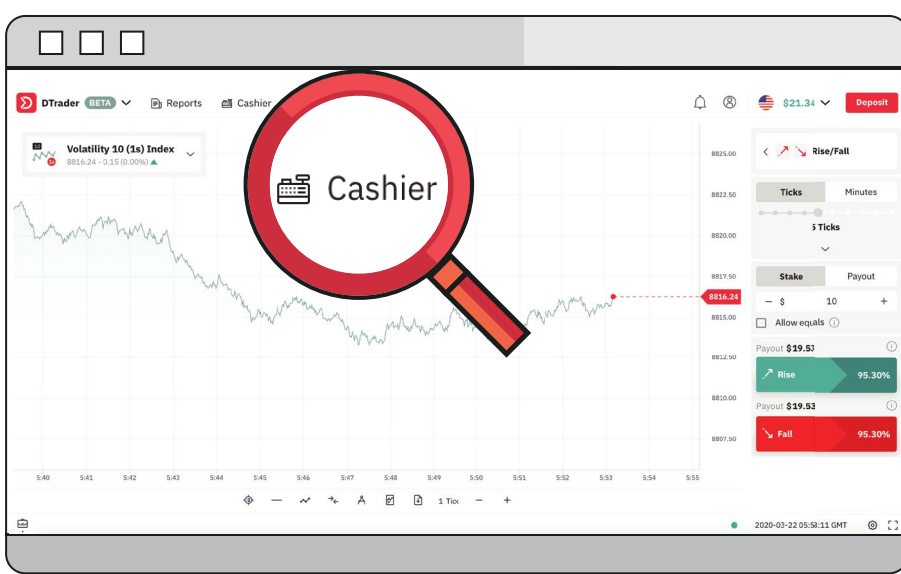 DTrader BETA Reports Cashier $21.34 Deposit
10
1s
Volatility 10 (1s) Index
8816.24 - 0.15 (0.00%)
Cashier
8825.00
8822.50
8820.00
8817.50
8816.24
8815.00
8812.50
8810.00
8807.50
Rise/Fall
Ticks Minutes
5 Ticks
Stake Payout
− $ 10 +
Allow equals
Payout $19.53
Rise 95.30%
Payout $19.53
Fall 95.30%
5:40 5:41 5:42 5:43 5:44 5:45 5:46 5:47 5:48 5:49 5:50 5:51 5:52 5:53 5:54 5:55
1 Tick − +
2020-03-22 05:53:11 GMT